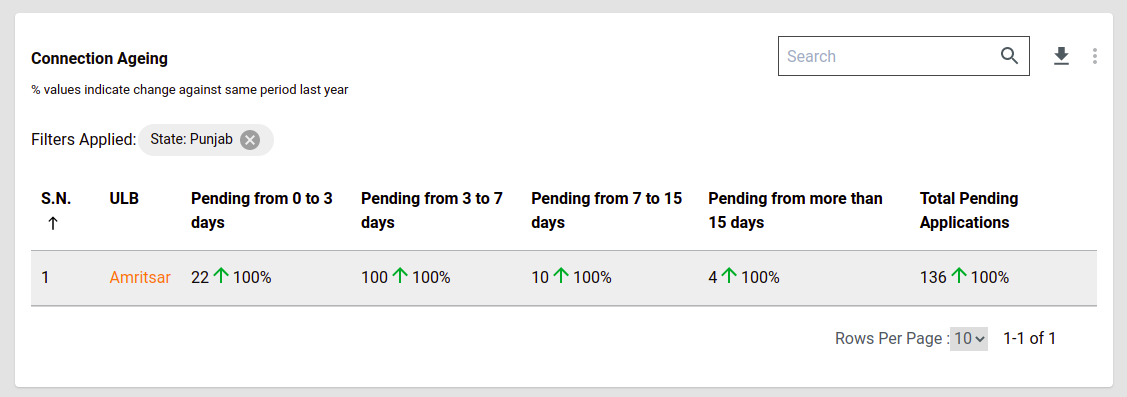 Connection Ageing
Search
% values indicate change against same period last year
Filters Applied: State: Punjab
S.N. ULB Pending from 0 to 3 days Pending from 3 to 7 days Pending from 7 to 15 days Pending from more than 15 days Total Pending Applications
1 Amritsar 22 ↑ 100% 100 ↑ 100% 10 ↑ 100% 4 ↑ 100% 136 ↑ 100%
Rows Per Page : 10 1-1 of 1